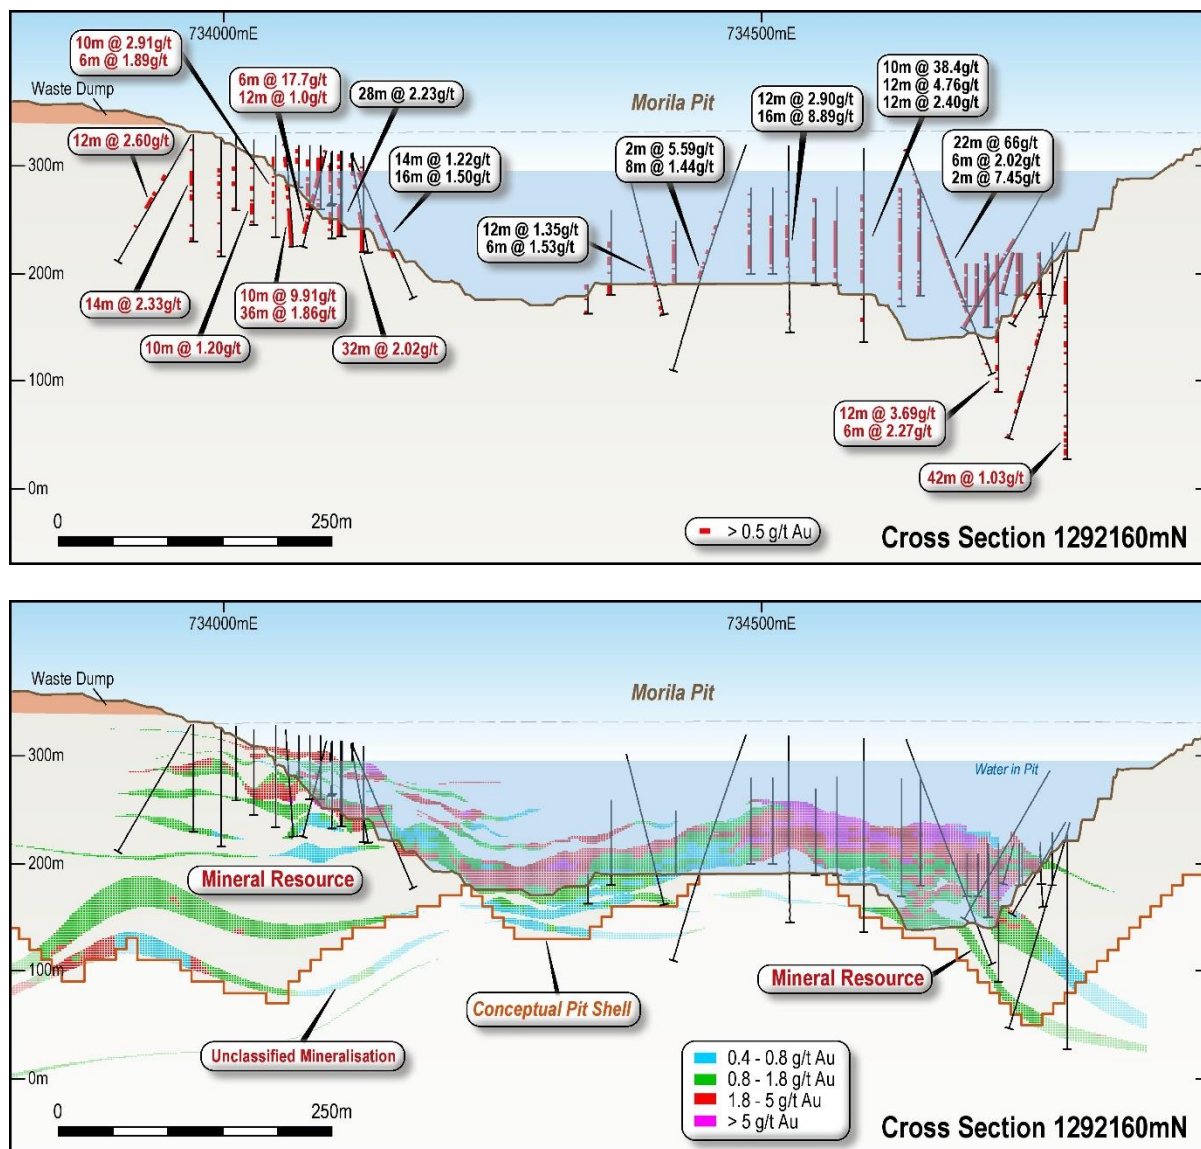 734000mE
734500mE
10m @ 2.91g/t
6m @ 1.89g/t
6m @ 17.7g/t
12m @ 1.0g/t
28m @ 2.23g/t
Waste Dump
Morila Pit
12m @ 2.90g/t
16m @ 8.89g/t
10m @ 38.4g/t
12m @ 4.76g/t
12m @ 2.40g/t
12m @ 2.60g/t
300m
14m @ 1.22g/t
16m @ 1.50g/t
2m @ 5.59g/t
8m @ 1.44g/t
22m @ 66g/t
6m @ 2.02g/t
2m @ 7.45g/t
12m @ 1.35g/t
6m @ 1.53g/t
200m
14m @ 2.33g/t
10m @ 9.91g/t
36m @ 1.86g/t
10m @ 1.20g/t
32m @ 2.02g/t
100m
12m @ 3.69g/t
6m @ 2.27g/t
42m @ 1.03g/t
0m
0
250m
> 0.5 g/t Au
Cross Section 1292160mN
734000mE
734500mE
Waste Dump
Morila Pit
300m
Water in Pit
200m
Mineral Resource
100m
Mineral Resource
Conceptual Pit Shell
Unclassified Mineralisation
0m
0.4 - 0.8 g/t Au
0.8 - 1.8 g/t Au
1.8 - 5 g/t Au
> 5 g/t Au
0
250m
Cross Section 1292160mN